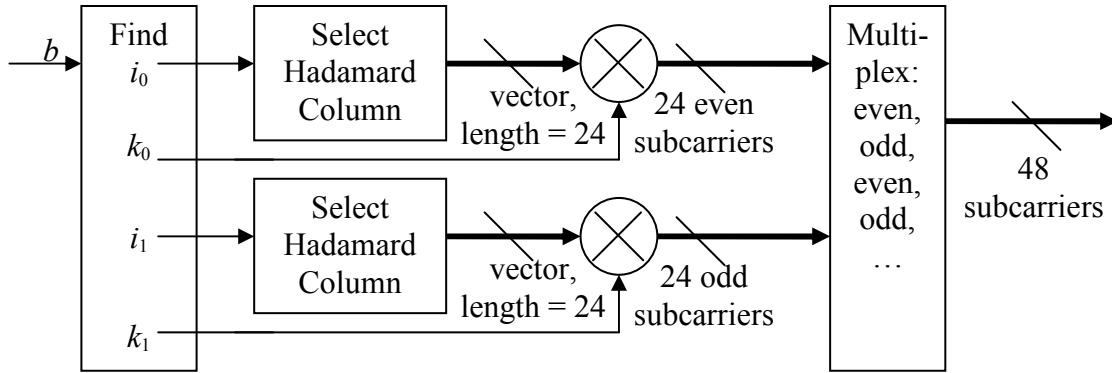 b
Find
i0
k0
i1
k1
Select
Hadamard
Column
vector,
length = 24
24 even
subcarriers
Select
Hadamard
Column
vector,
length = 24
24 odd
subcarriers
Multi-
plex:
even,
odd,
even,
odd,
…
48
subcarriers